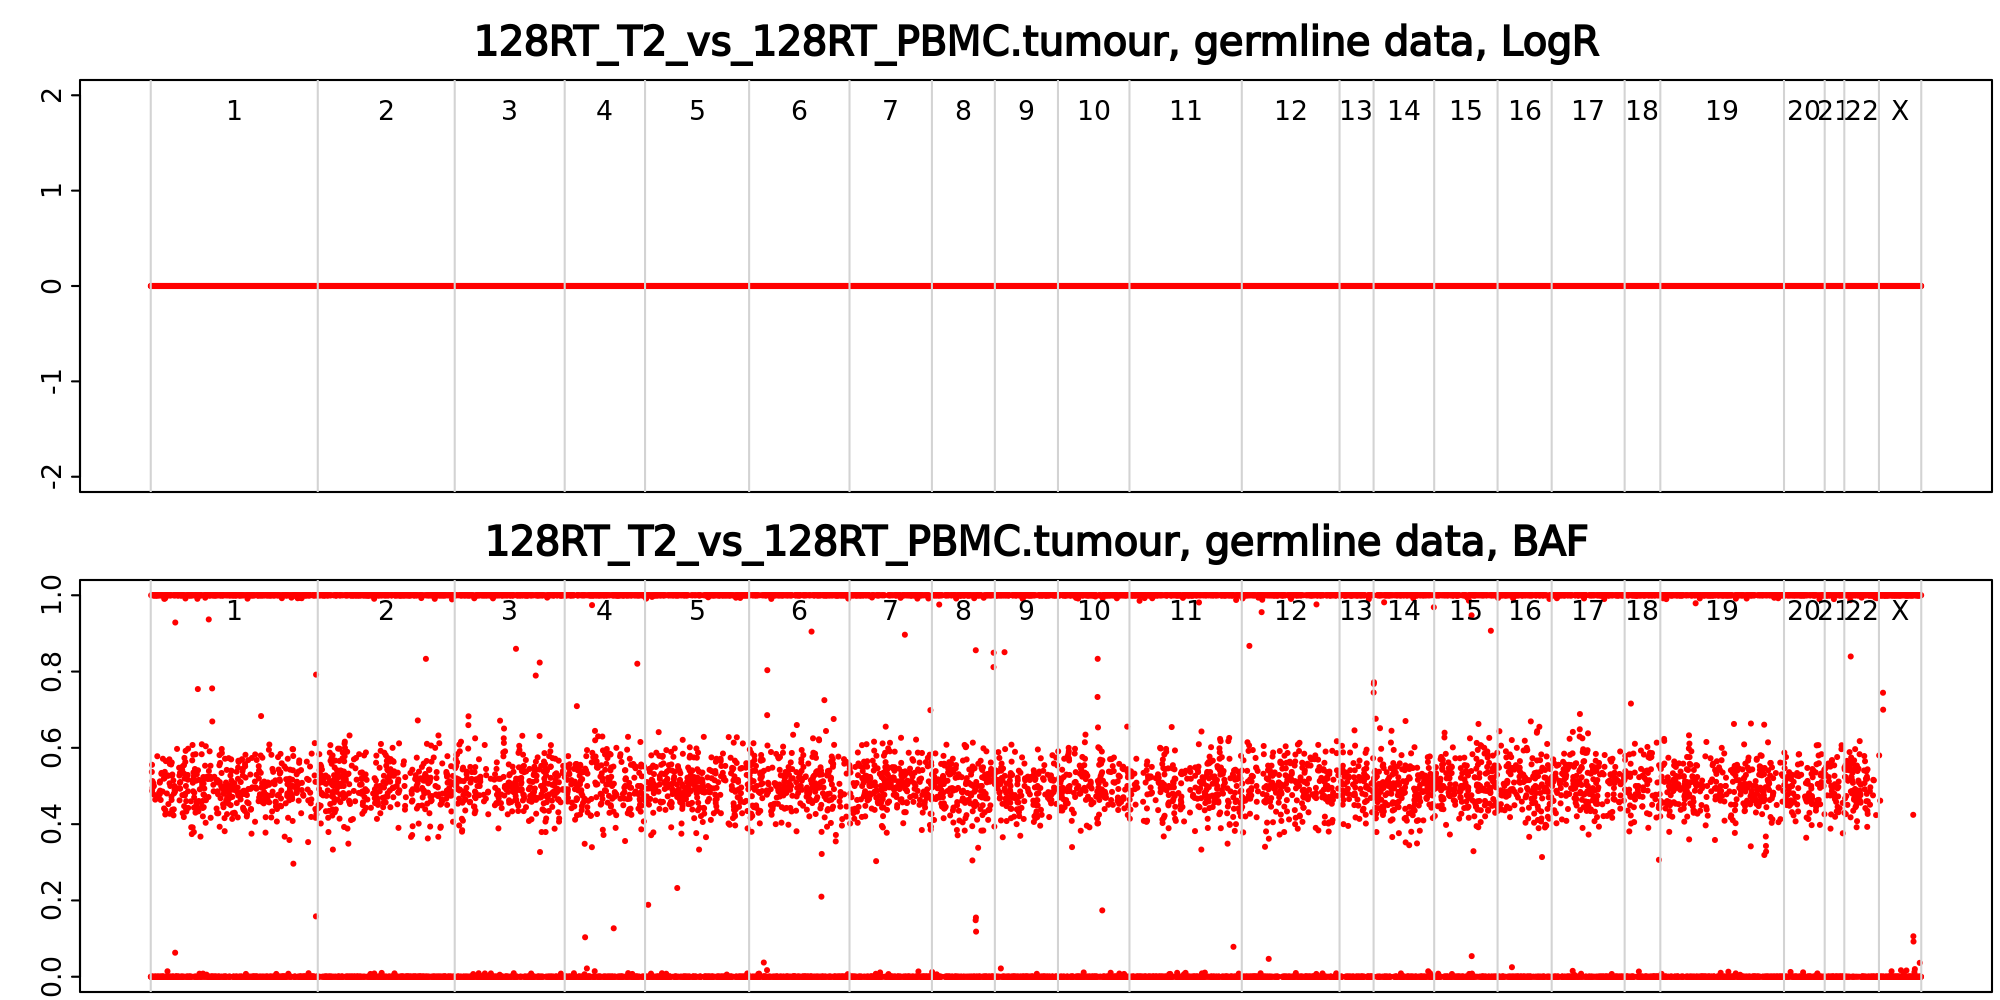 128RT_T2_vs_128RT_PBMC.tumour, germline data, LogR
2
1
0
-1
-2
1 2 3 4 5 6 7 8 9 10 11 12 13 14 15 16 17 18 19 20 21 22 X
128RT_T2_vs_128RT_PBMC.tumour, germline data, BAF
1.0
0.8
0.6
0.4
0.2
0.0
1 2 3 4 5 6 7 8 9 10 11 12 13 14 15 16 17 18 19 20 21 22 X